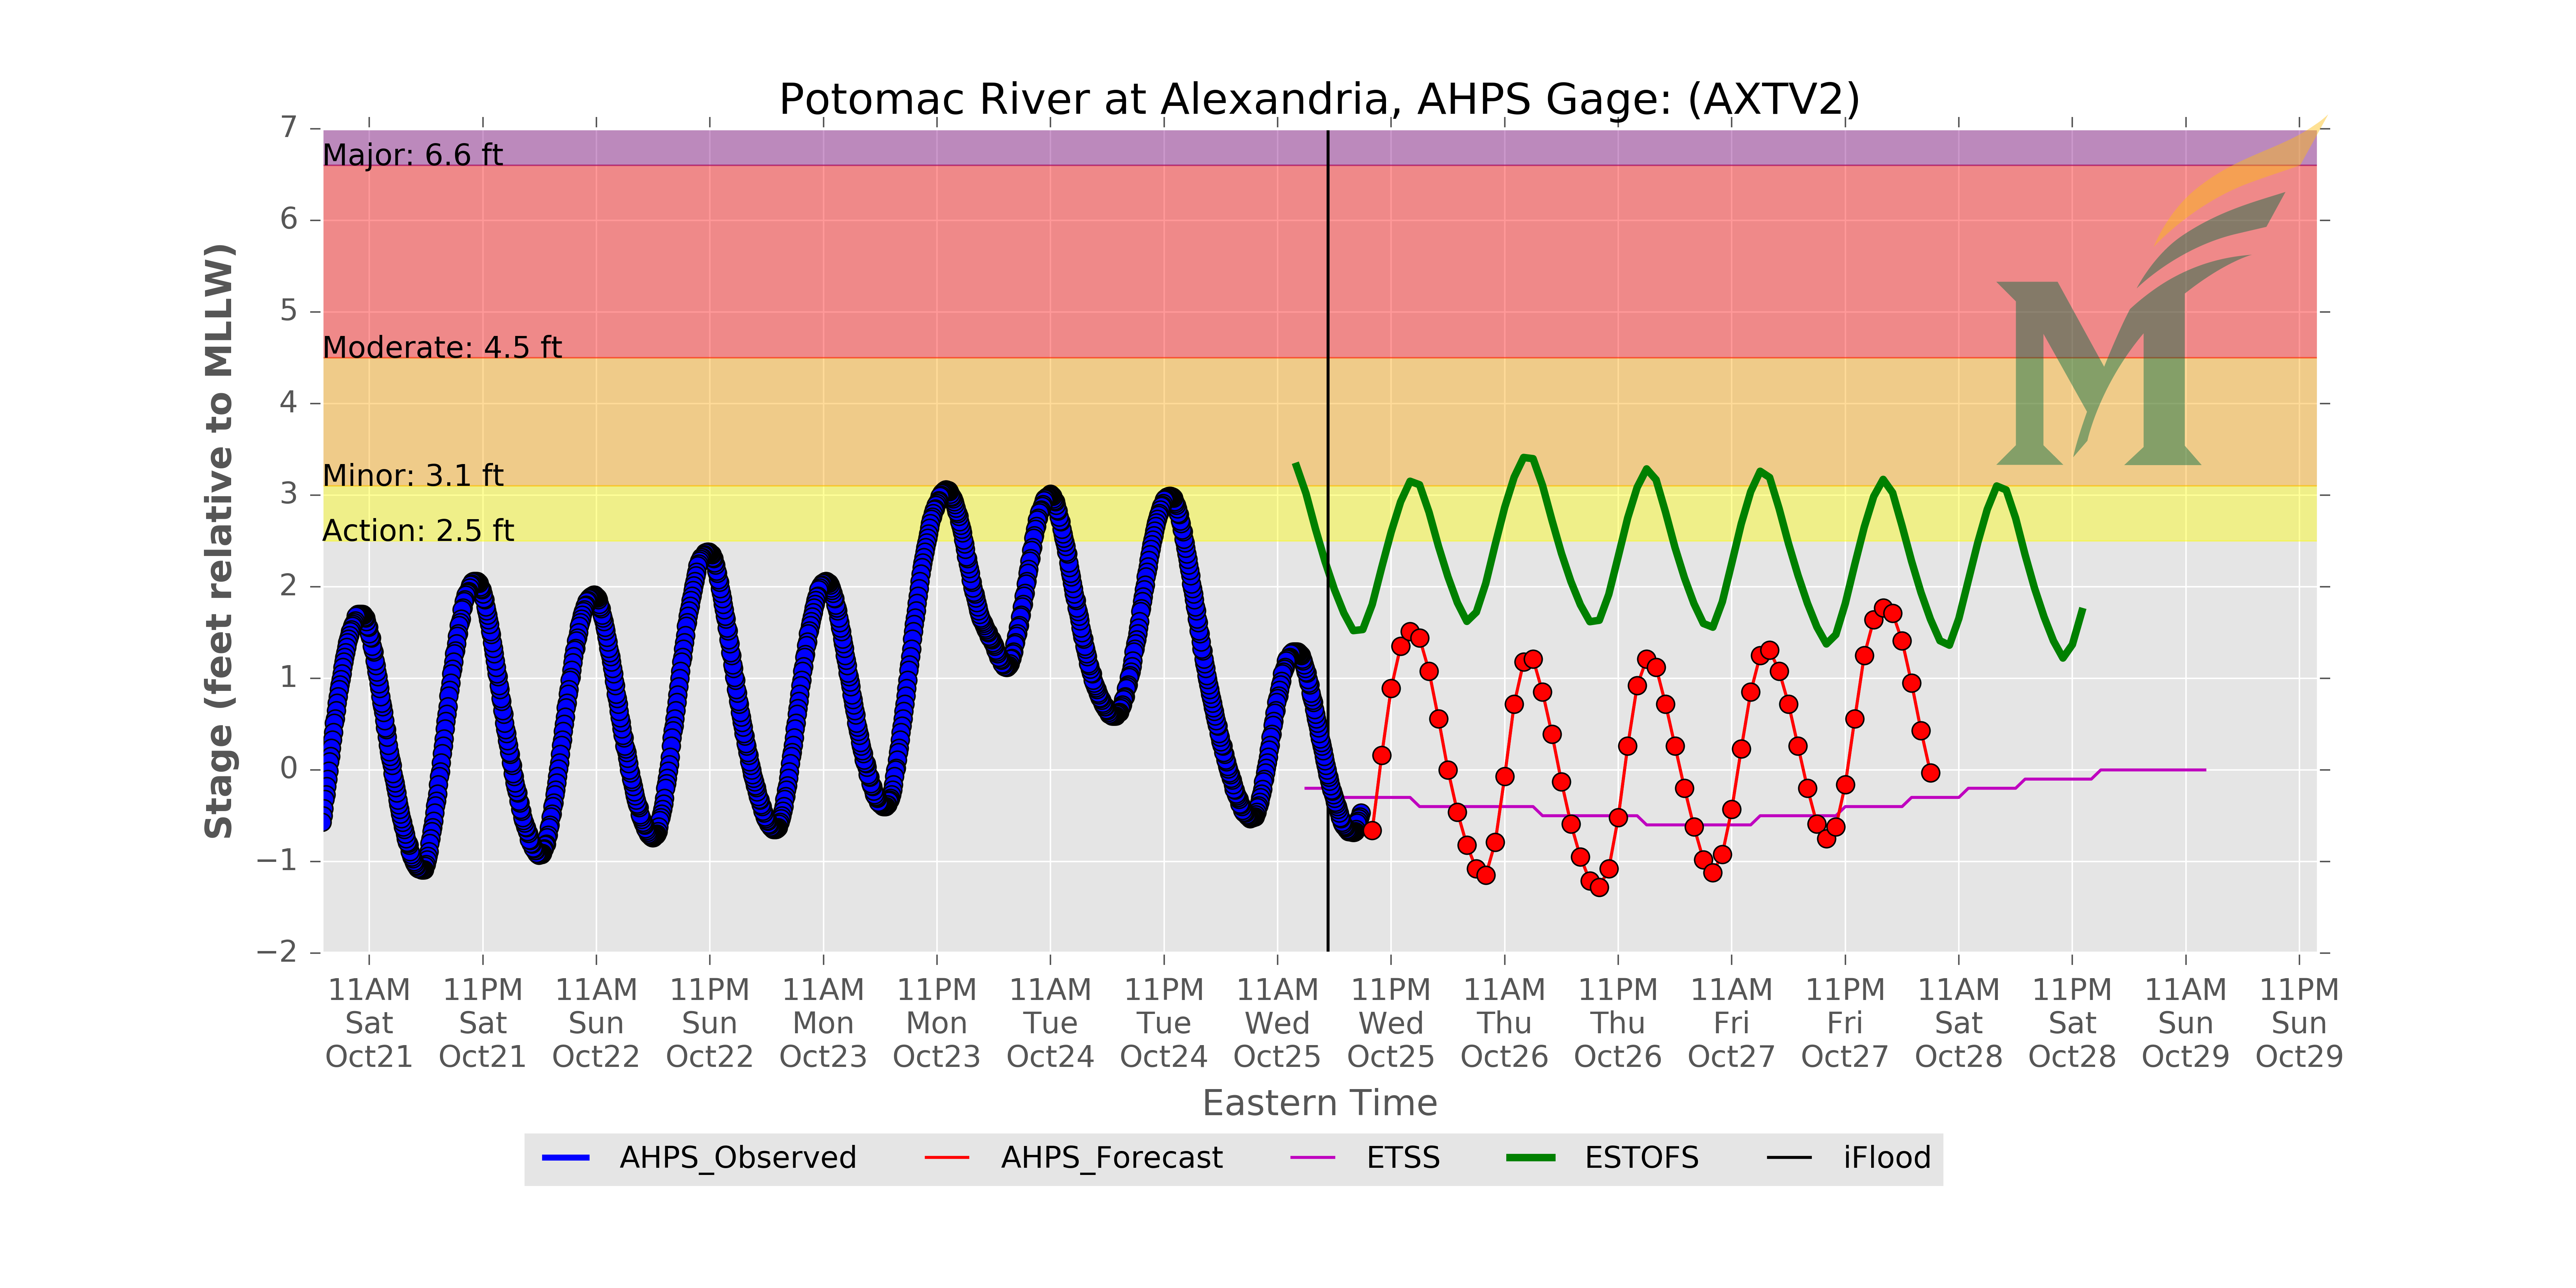 Potomac River at Alexandria, AHPS Gage: (AXTV2)
Stage (feet relative to MLLW)
7
6
5
4
3
2
1
0
−1
−2
Major: 6.6 ft
Moderate: 4.5 ft
Minor: 3.1 ft
Action: 2.5 ft
11AM 11PM 11AM 11PM 11AM 11PM 11AM 11PM 11AM 11PM 11AM 11PM 11AM 11PM 11AM 11PM 11AM 11PM
Sat Sat Sun Sun Mon Mon Tue Tue Wed Wed Thu Thu Fri Fri Sat Sat Sun Sun
Oct21 Oct21 Oct22 Oct22 Oct23 Oct23 Oct24 Oct24 Oct25 Oct25 Oct26 Oct26 Oct27 Oct27 Oct28 Oct28 Oct29 Oct29
Eastern Time
AHPS_Observed AHPS_Forecast ETSS ESTOFS iFlood